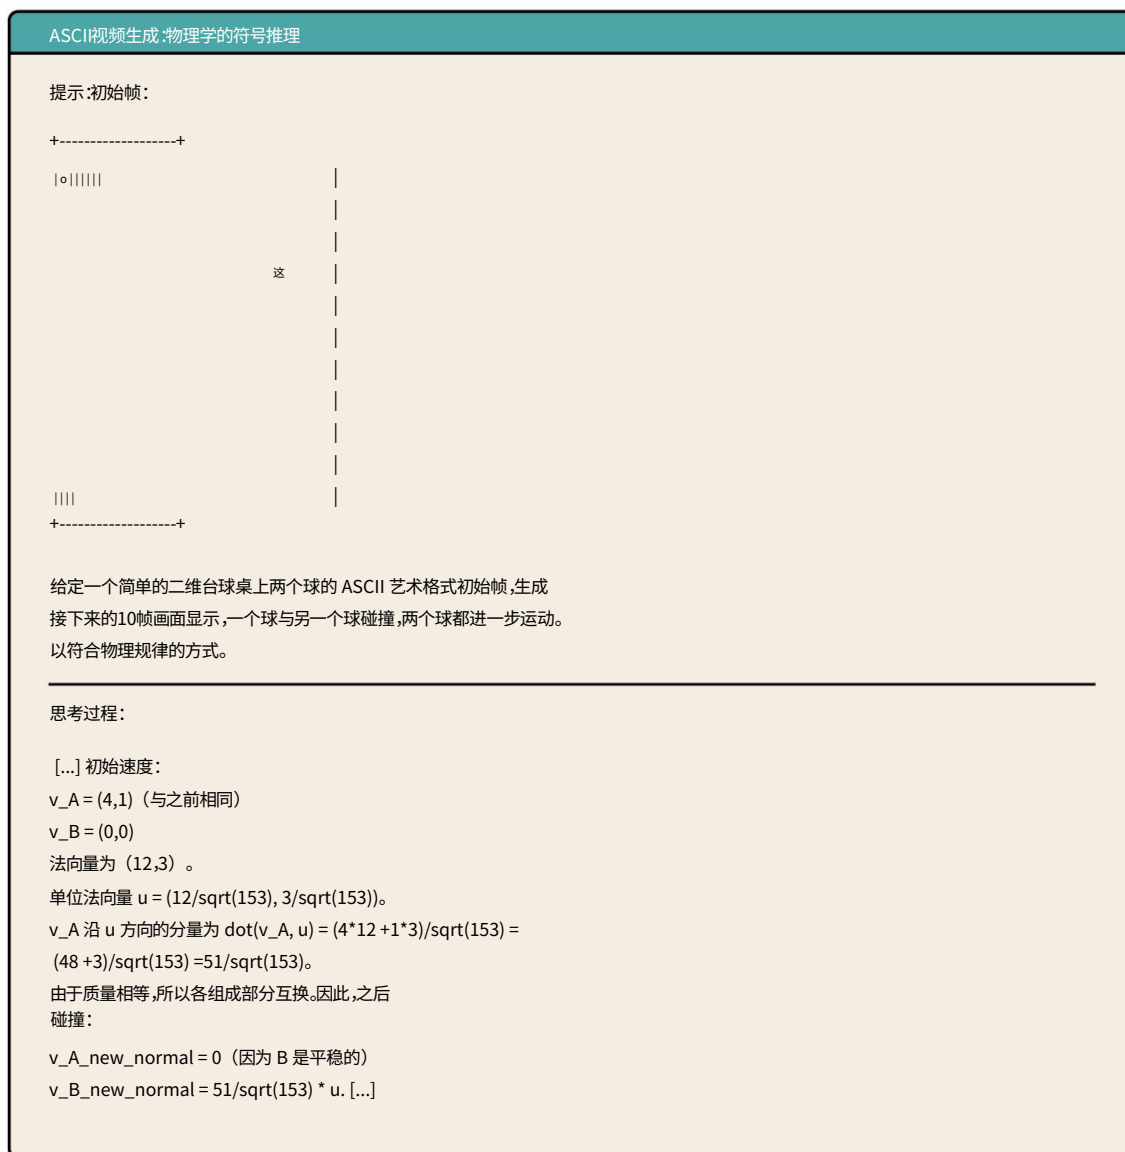 ASCII视频生成:物理学的符号推理
提示:初始帧:
+-------------------+
|o|||||| |
|
|
这 |
|
|
|
|
|
|
|||| |
+-------------------+
给定一个简单的二维台球桌上两个球的 ASCII 艺术格式初始帧,生成
接下来的10帧画面显示,一个球与另一个球碰撞,两个球都进一步运动。
以符合物理规律的方式。
思考过程:
[...] 初始速度:
v_A = (4,1)(与之前相同)
v_B = (0,0)
法向量为(12,3)。
单位法向量 u = (12/sqrt(153), 3/sqrt(153))。
v_A 沿 u 方向的分量为 dot(v_A, u) = (4*12 +1*3)/sqrt(153) =
(48 +3)/sqrt(153) =51/sqrt(153)。
由于质量相等,所以各组成部分互换。因此,之后
碰撞:
v_A_new_normal = 0(因为 B 是平稳的)
v_B_new_normal = 51/sqrt(153) * u. [...]